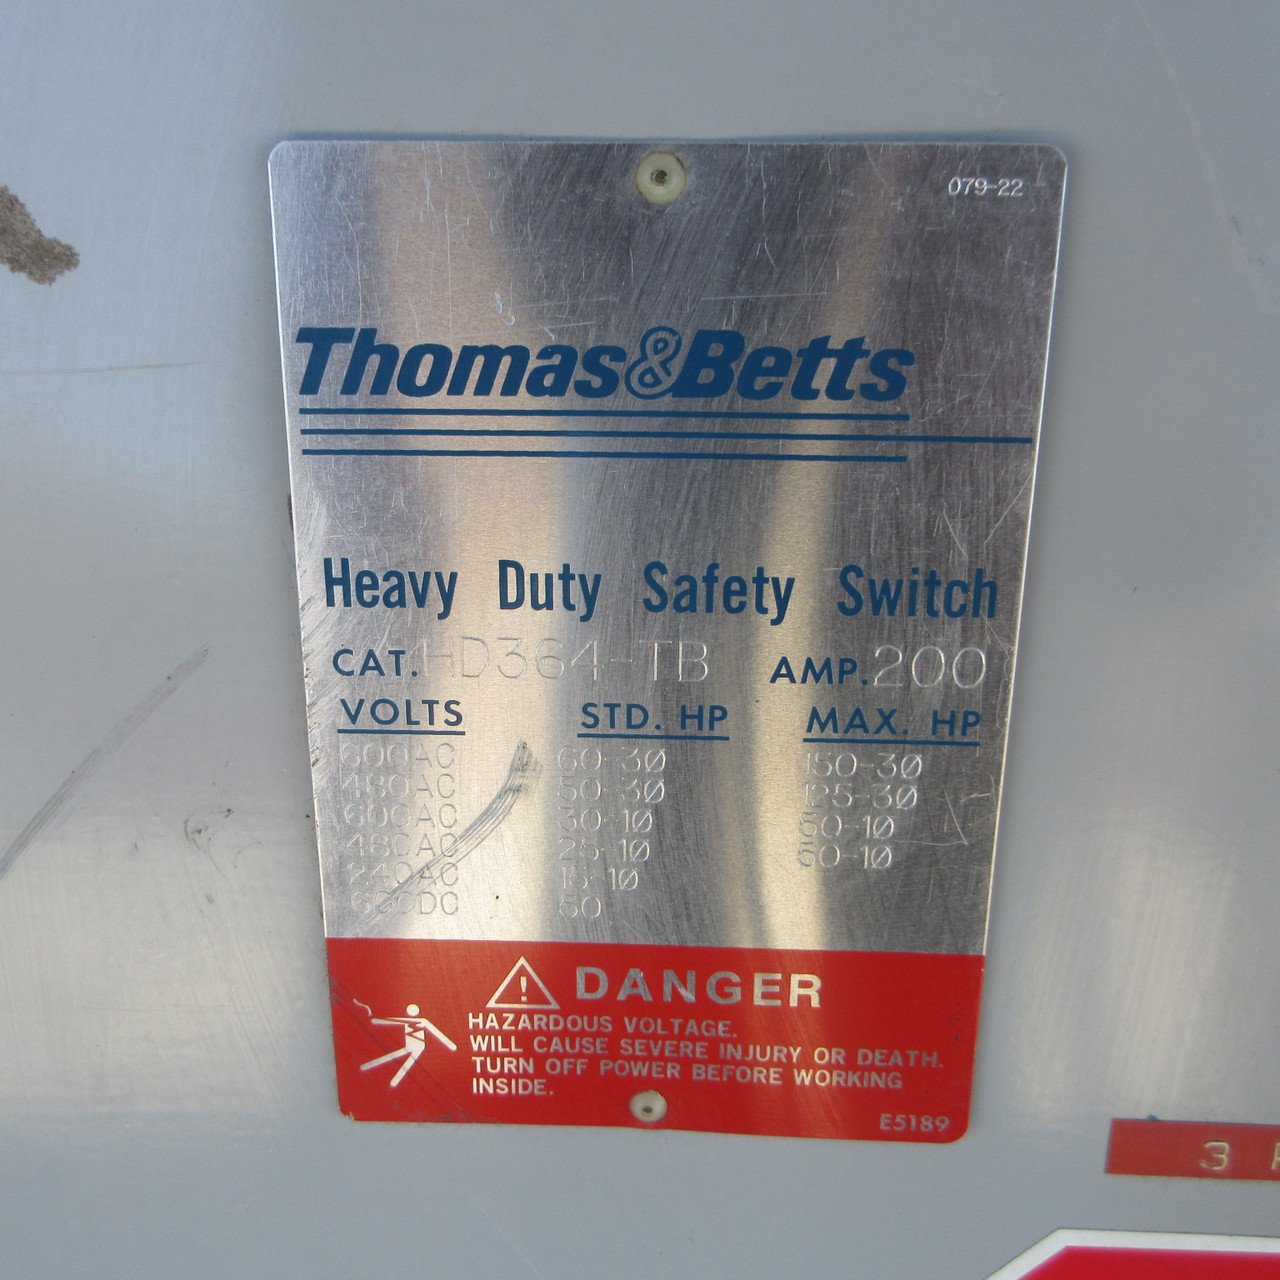 079-22
Thomas&Betts
Heavy Duty Safety Switch
CAT. HD364-TB AMP. 200
VOLTS STD. HP MAX. HP
600AC 60-3Ø 150-3Ø
480AC 50-3Ø 125-3Ø
600AC 30-1Ø 50-1Ø
480AC 25-1Ø 50-1Ø
240AC 15-1Ø
600DC 50
DANGER
HAZARDOUS VOLTAGE.
WILL CAUSE SEVERE INJURY OR DEATH.
TURN OFF POWER BEFORE WORKING
INSIDE.
E5189
3